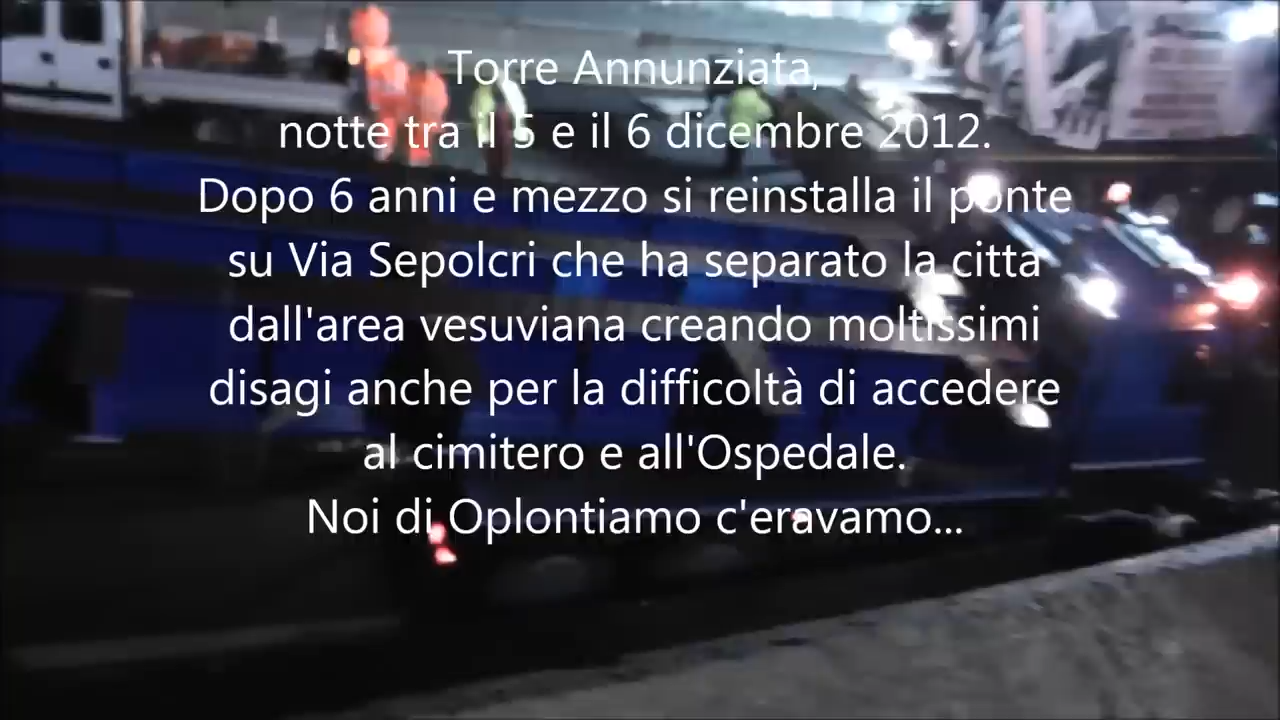 Torre Annunziata,
notte tra il 5 e il 6 dicembre 2012.
Dopo 6 anni e mezzo si reinstalla il ponte
su Via Sepolcri che ha separato la citta
dall'area vesuviana creando moltissimi
disagi anche per la difficoltà di accedere
al cimitero e all'Ospedale.
Noi di Oplontiamo c'eravamo...